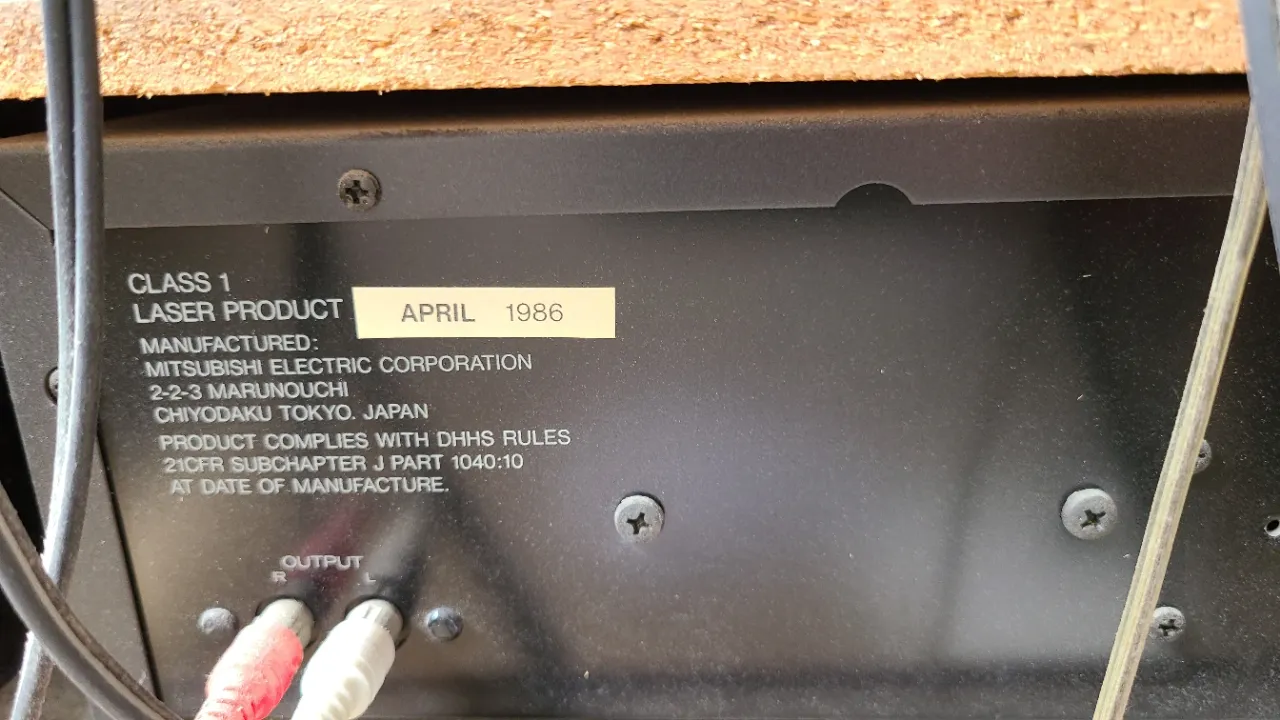 CLASS 1
LASER PRODUCT APRIL 1986
MANUFACTURED:
MITSUBISHI ELECTRIC CORPORATION
2-2-3 MARUNOUCHI
CHIYODAKU TOKYO. JAPAN
PRODUCT COMPLIES WITH DHHS RULES
21CFR SUBCHAPTER J PART 1040:10
AT DATE OF MANUFACTURE.
OUTPUT
R L